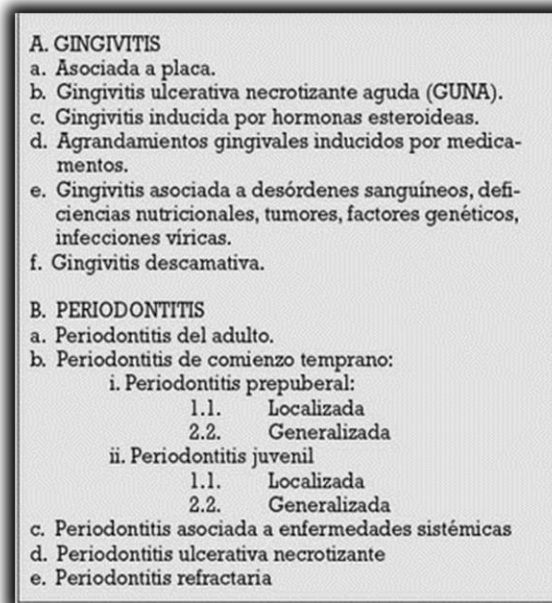 A. GINGIVITIS
a. Asociada a placa.
b. Gingivitis ulcerativa necrotizante aguda (GUNA).
c. Gingivitis inducida por hormonas esteroideas.
d. Agrandamientos gingivales inducidos por medica-
mentos.
e. Gingivitis asociada a desórdenes sanguíneos, defi-
ciencias nutricionales, tumores, factores genéticos,
infecciones víricas.
f. Gingivitis descamativa.
B. PERIODONTITIS
a. Periodontitis del adulto.
b. Periodontitis de comienzo temprano:
i. Periodontitis prepuberal:
1.1. Localizada
2.2. Generalizada
ii. Periodontitis juvenil
1.1. Localizada
2.2. Generalizada
c. Periodontitis asociada a enfermedades sistémicas
d. Periodontitis ulcerativa necrotizante
e. Periodontitis refractaria